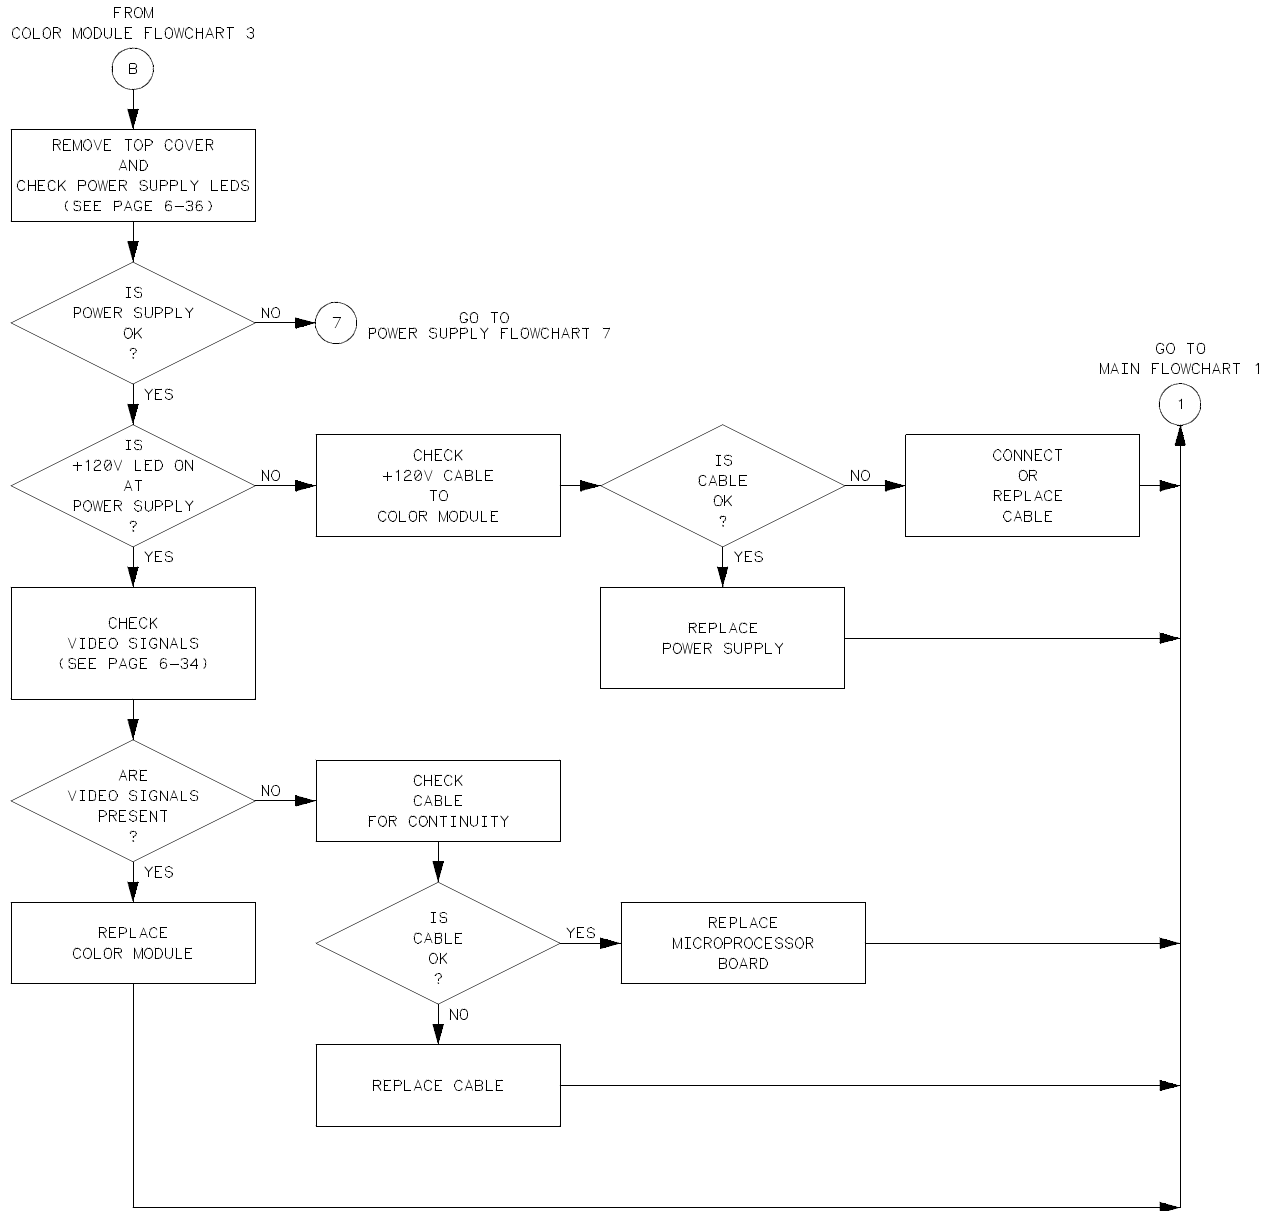 FROM
COLOR MODULE FLOWCHART 3
B
REMOVE TOP COVER
AND
CHECK POWER SUPPLY LEDS
(SEE PAGE 6-36)
IS
POWER SUPPLY
OK
?
NO
7
GO TO
POWER SUPPLY FLOWCHART 7
YES
GO TO
MAIN FLOWCHART 1
1
IS
+120V LED ON
AT
POWER SUPPLY
?
NO
CHECK
+120V CABLE
TO
COLOR MODULE
IS
CABLE
OK
?
NO
CONNECT
OR
REPLACE
CABLE
YES
YES
CHECK
VIDEO SIGNALS
(SEE PAGE 6-34)
REPLACE
POWER SUPPLY
ARE
VIDEO SIGNALS
PRESENT
?
NO
CHECK
CABLE
FOR CONTINUITY
YES
REPLACE
COLOR MODULE
IS
CABLE
OK
?
YES
REPLACE
MICROPROCESSOR
BOARD
NO
REPLACE CABLE